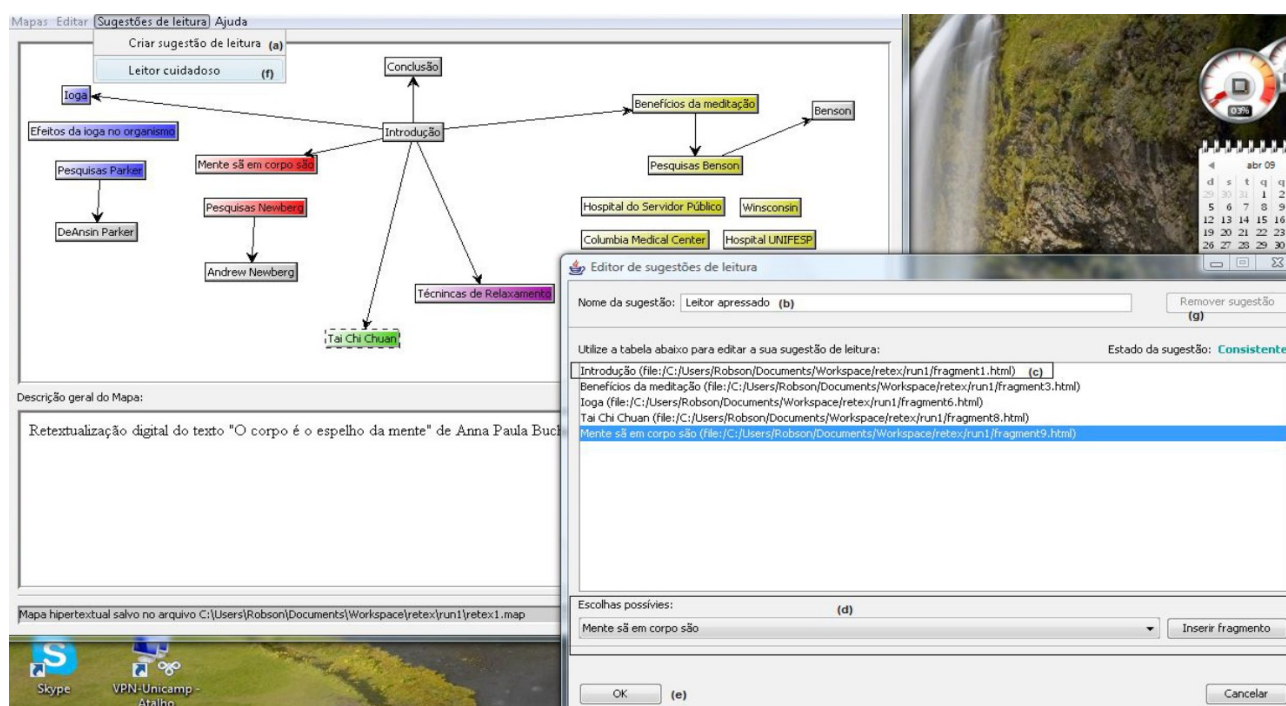 Mapas Editar Sugestões de leitura Ajuda
Criar sugestão de leitura (a)
Leitor cuidadoso (f)
Conclusão
Ioga
Benefícios da meditação
Benson
Efeitos da ioga no organismo
Introdução
Mente sã em corpo são
Pesquisas Parker
Pesquisas Benson
Pesquisas Newberg
Hospital do Servidor Público
Winsconsin
DeAnsin Parker
Columbia Medical Center
Hospital UNIFESP
Andrew Newberg
Técnincas de Relaxamento
Tai Chi Chuan
Descrição geral do Mapa:
Retextualização digital do texto "O corpo é o espelho da mente" de Anna Paula Buch
Mapa hipertextual salvo no arquivo C:\Users\Robson\Documents\Workspace\retex\run1\retex1.map
Skype
VPN-Unicamp -
Atalho
03%
abr 09
d s t q q
29 30 31 1 2
5 6 7 8 9
12 13 14 15 16
19 20 21 22 23
26 27 28 29 30
Editor de sugestões de leitura
Nome da sugestão: Leitor apressado (b)
Remover sugestão
(g)
Utilize a tabela abaixo para editar a sua sugestão de leitura:
Estado da sugestão: Consistente
Introdução (file:/C:/Users/Robson/Documents/Workspace/retex/run1/fragment1.html) (c)
Benefícios da meditação (file:/C:/Users/Robson/Documents/Workspace/retex/run1/fragment3.html)
Ioga (file:/C:/Users/Robson/Documents/Workspace/retex/run1/fragment6.html)
Tai Chi Chuan (file:/C:/Users/Robson/Documents/Workspace/retex/run1/fragment8.html)
Mente sã em corpo são (file:/C:/Users/Robson/Documents/Workspace/retex/run1/fragment9.html)
Escolhas possívies:
(d)
Mente sã em corpo são
Inserir fragmento
OK (e)
Cancelar